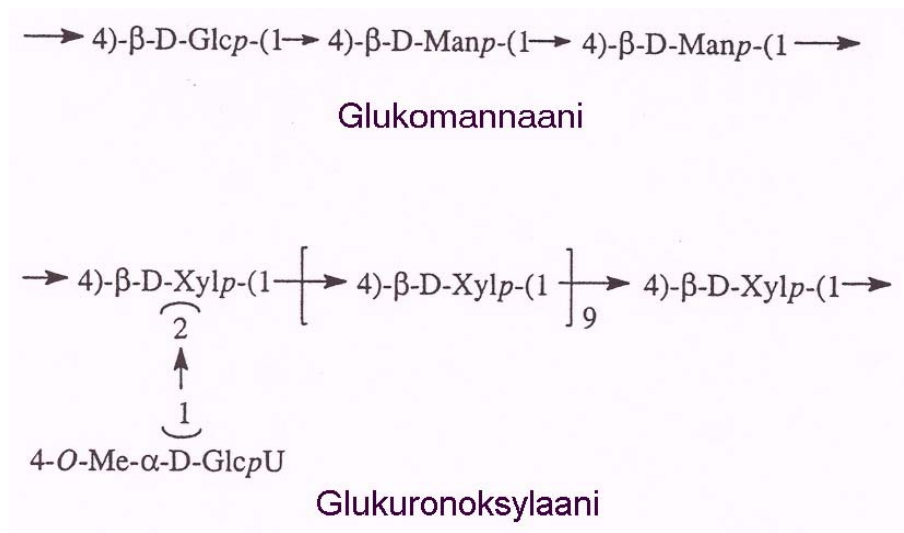 → 4)-β-D-Glcp-(1→ 4)-β-D-Manp-(1→ 4)-β-D-Manp-(1→
Glukomannaani
→ 4)-β-D-Xylp-(1→[ 4)-β-D-Xylp-(1 ]9→ 4)-β-D-Xylp-(1→
2
↑
1
4-O-Me-α-D-GlcpU
Glukuronoksylaani